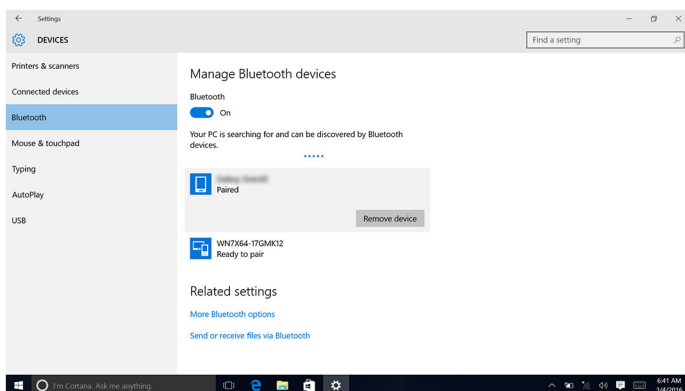 Settings
DEVICES
Find a setting
Printers & scanners
Connected devices
Bluetooth
Mouse & touchpad
Typing
AutoPlay
USB
Manage Bluetooth devices
Bluetooth
On
Your PC is searching for and can be discovered by Bluetooth
devices.
Paired
Remove device
WN7X64-17GMK12
Ready to pair
Related settings
More Bluetooth options
Send or receive files via Bluetooth
I'm Cortana. Ask me anything.
6:41 AM
3/4/2016